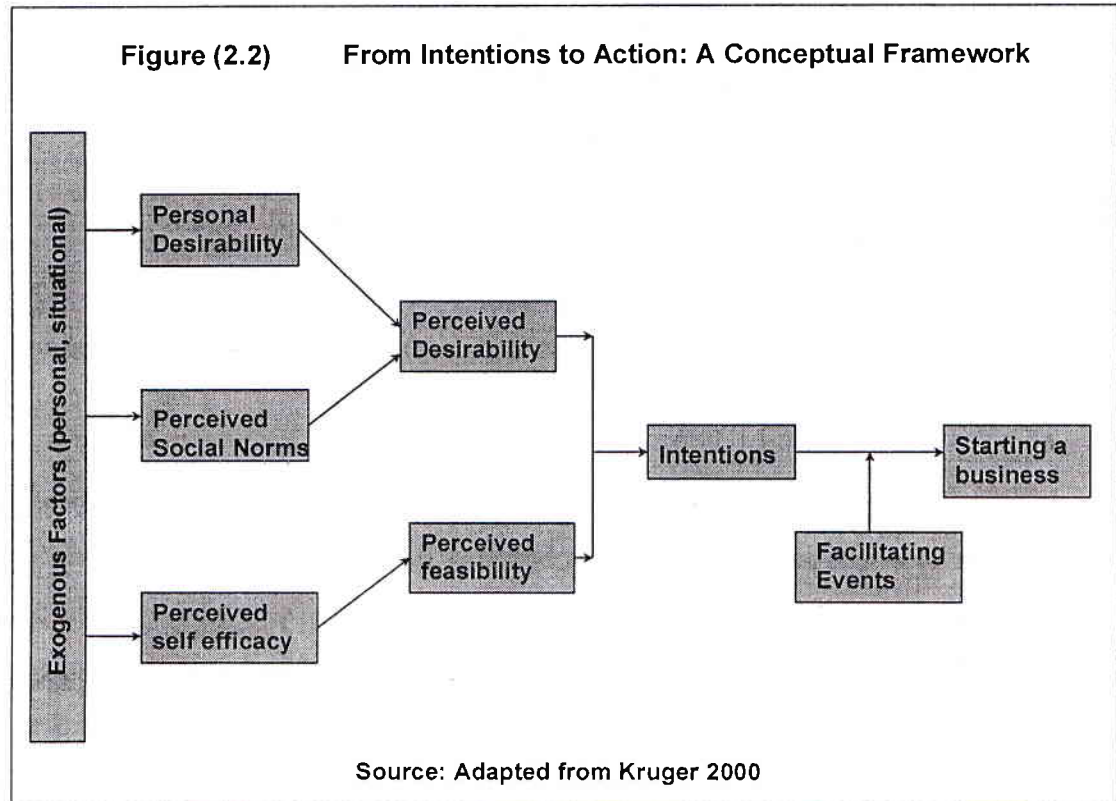 Figure (2.2) From Intentions to Action: A Conceptual Framework
Exogenous Factors (personal, situational)
Personal
Desirability
Perceived
Social Norms
Perceived
self efficacy
Perceived
Desirability
Perceived
feasibility
Intentions
Facilitating
Events
Starting a
business
Source: Adapted from Kruger 2000